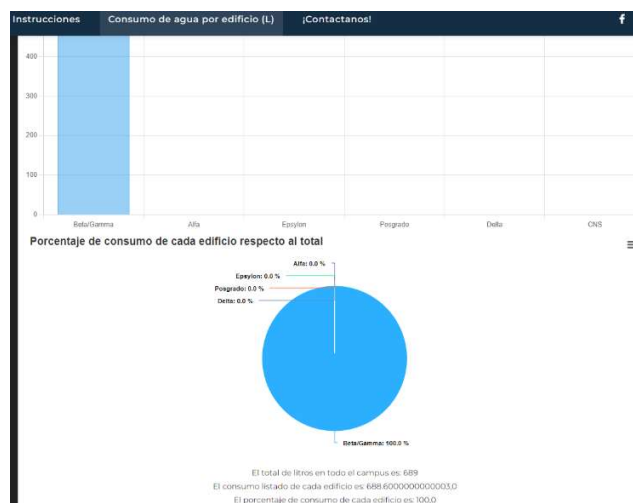 Instrucciones Consumo de agua por edificio (L) ¡Contactanos! f
400
300
200
100
0
Beta/Gamma Alfa Epsylon Posgrado Delta CNS
Porcentaje de consumo de cada edificio respecto al total
Alfa: 0.0 %
Epsylon: 0.0 %
Posgrado: 0.0 %
Delta: 0.0 %
Beta/Gamma: 100.0 %
El total de litros en todo el campus es: 689
El consumo listado de cada edificio es: 688.6000000000003,0
El porcentaje de consumo de cada edificio es: 100,0